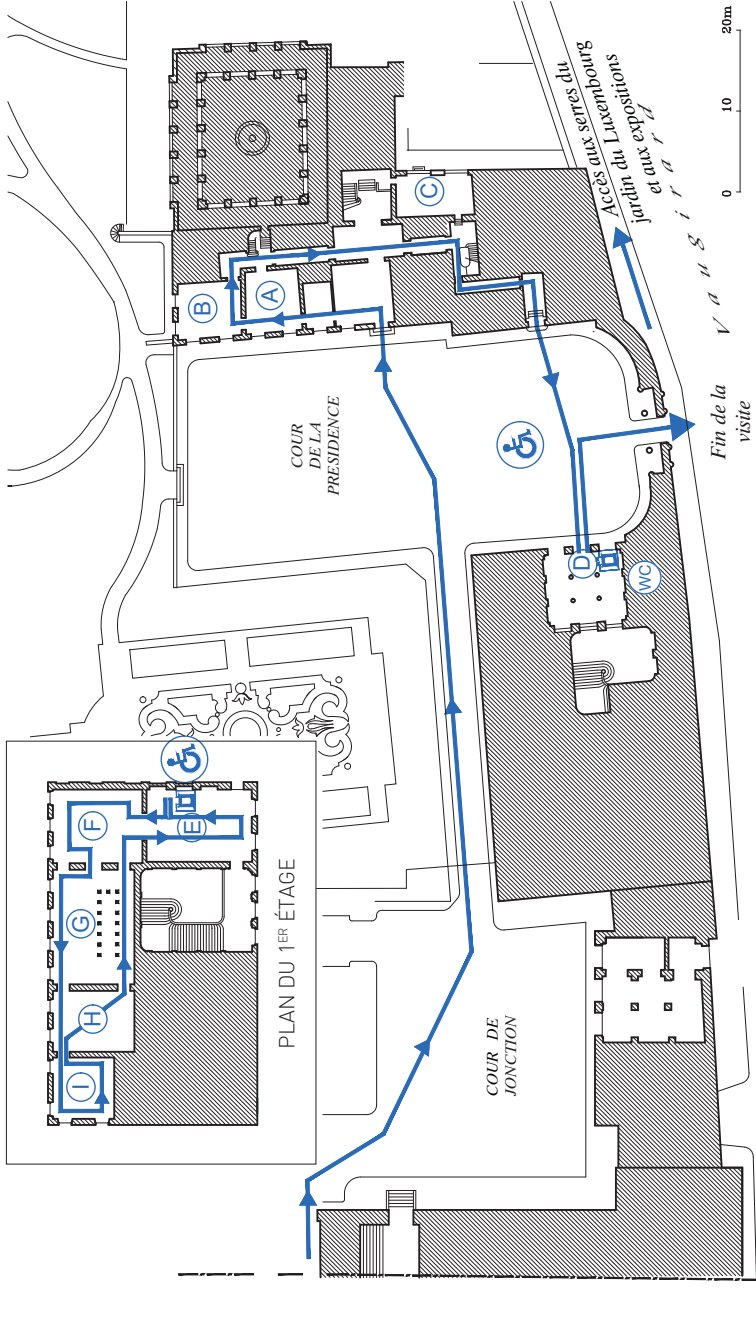 PLAN DU 1ER ÉTAGE
I
H
G
F
E
COUR DE
JONCTION
COUR
DE LA
PRESIDENCE
B
A
C
D
WC
Fin de la
visite
Accès aux serres du
jardin du Luxembourg
et aux expositions
Vaugirard
0 10 20m